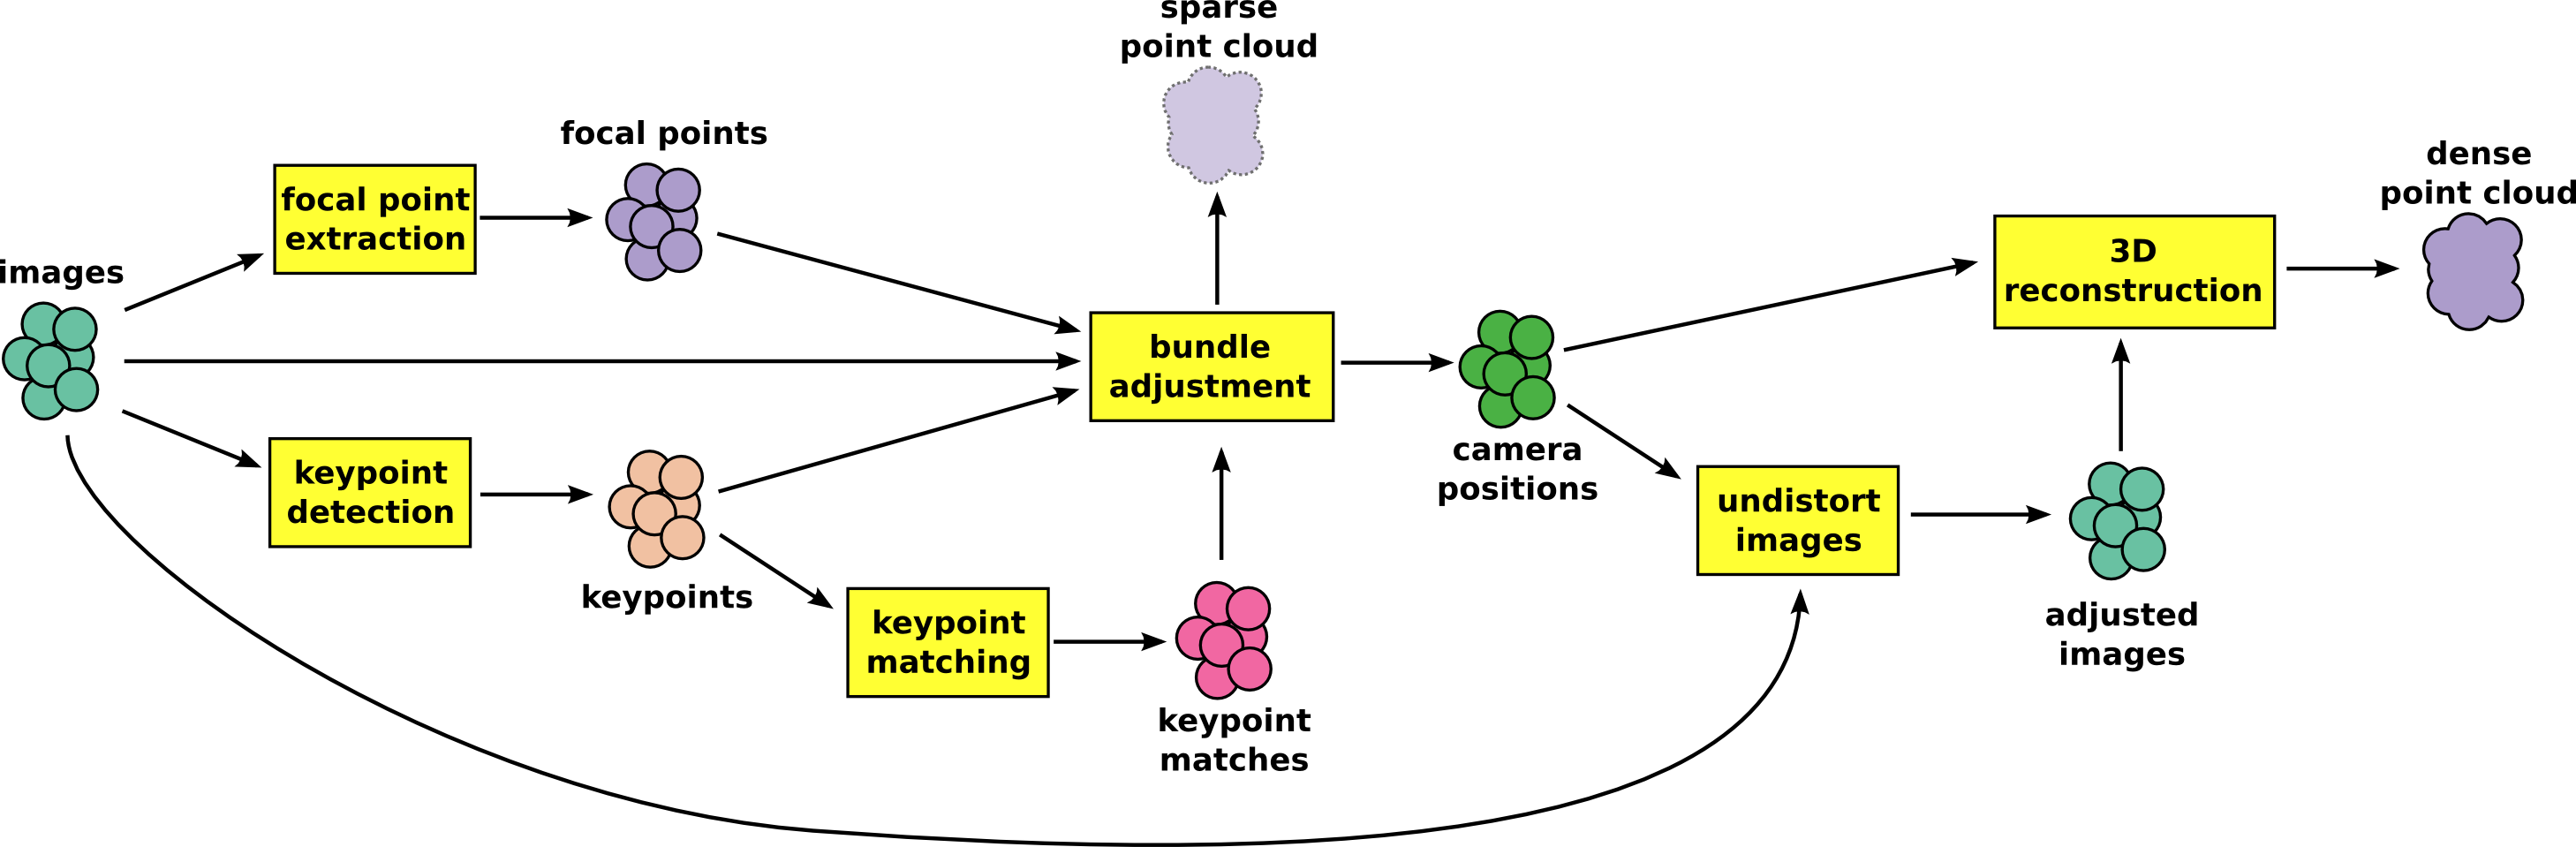 sparse
point cloud
focal points
focal point
extraction
images
dense
point cloud
3D
reconstruction
bundle
adjustment
keypoint
detection
keypoints
camera
positions
undistort
images
keypoint
matching
adjusted
images
keypoint
matches